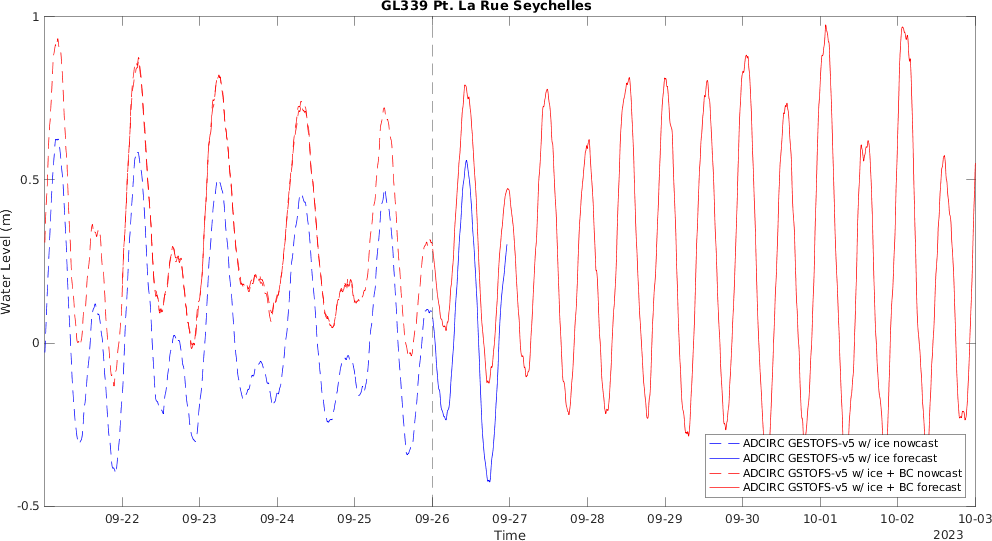 GL339 Pt. La Rue Seychelles
Water Level (m)
1
0.5
0
-0.5
09-22 09-23 09-24 09-25 09-26 09-27 09-28 09-29 09-30 10-01 10-02 10-03
Time
2023
ADCIRC GESTOFS-v5 w/ ice nowcast
ADCIRC GESTOFS-v5 w/ ice forecast
ADCIRC GSTOFS-v5 w/ ice + BC nowcast
ADCIRC GSTOFS-v5 w/ ice + BC forecast